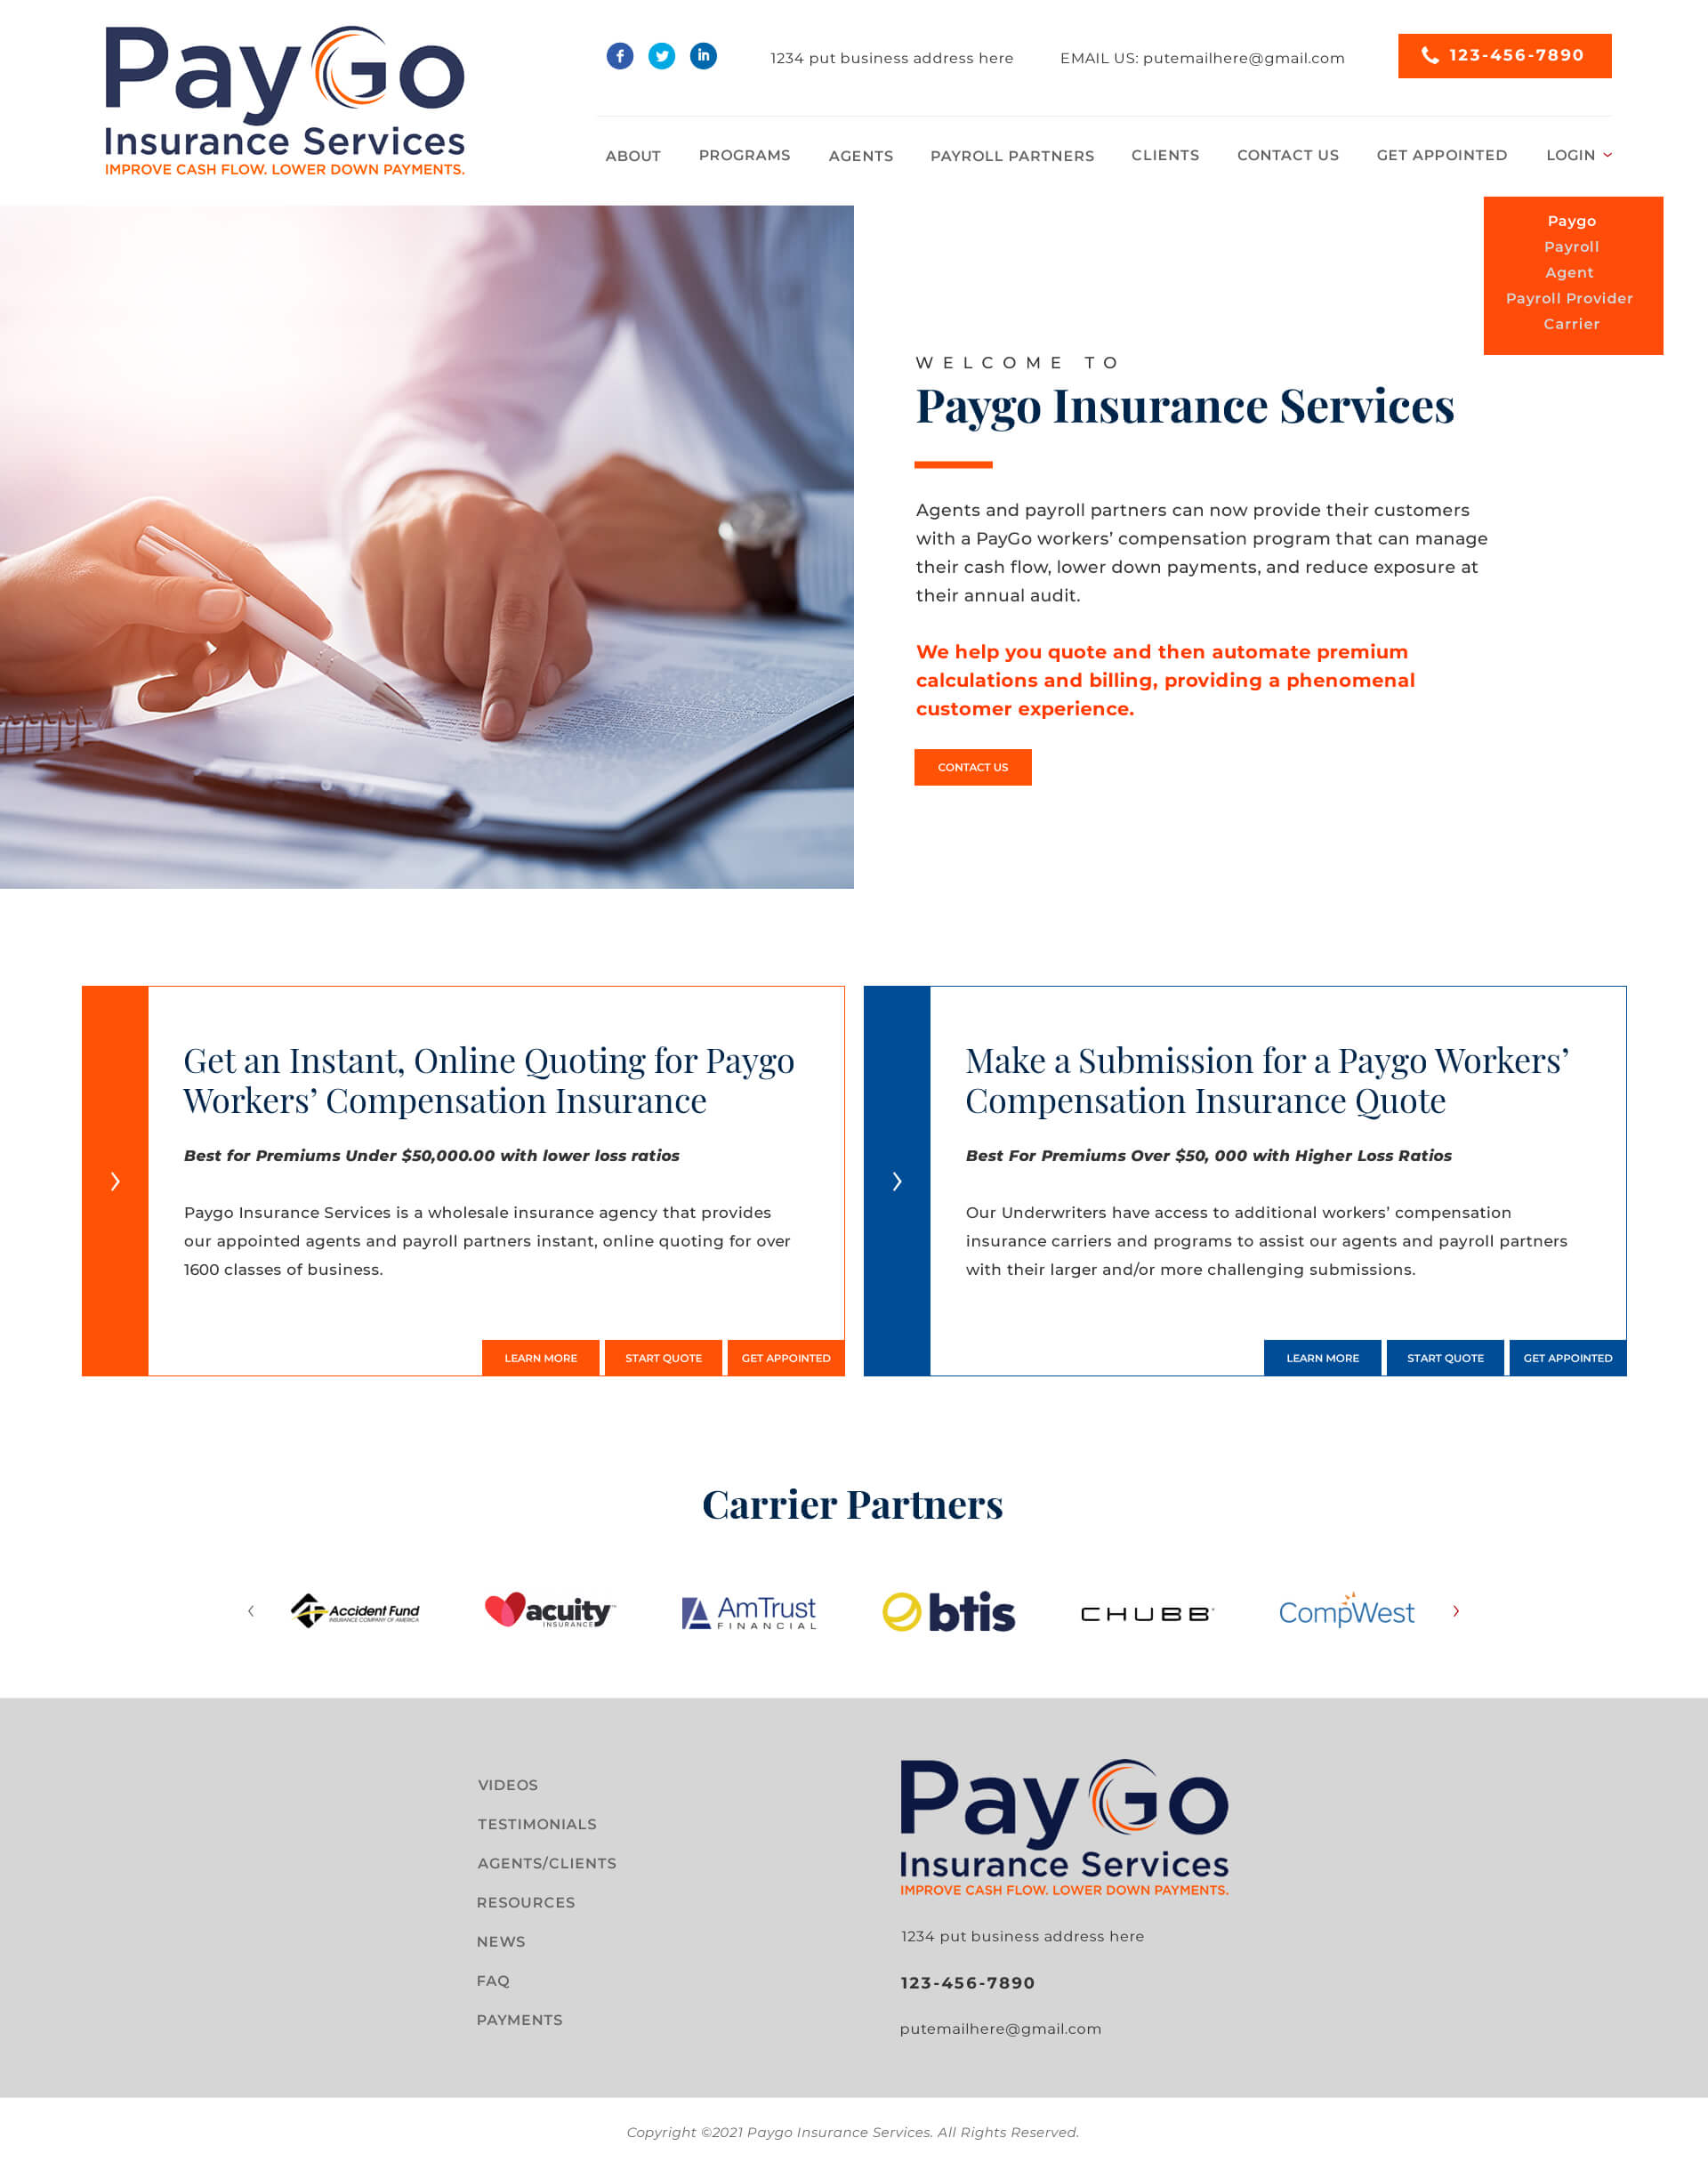 PayGo
Insurance Services
IMPROVE CASH FLOW. LOWER DOWN PAYMENTS.
1234 put business address here
EMAIL US: putemailhere@gmail.com
123-456-7890
ABOUT
PROGRAMS
AGENTS
PAYROLL PARTNERS
CLIENTS
CONTACT US
GET APPOINTED
LOGIN
Paygo
Payroll
Agent
Payroll Provider
Carrier
WELCOME TO
Paygo Insurance Services
Agents and payroll partners can now provide their customers
with a PayGo workers’ compensation program that can manage
their cash flow, lower down payments, and reduce exposure at
their annual audit.
We help you quote and then automate premium
calculations and billing, providing a phenomenal
customer experience.
CONTACT US
Get an Instant, Online Quoting for Paygo
Workers’ Compensation Insurance
Best for Premiums Under $50,000.00 with lower loss ratios
Paygo Insurance Services is a wholesale insurance agency that provides
our appointed agents and payroll partners instant, online quoting for over
1600 classes of business.
LEARN MORE
START QUOTE
GET APPOINTED
Make a Submission for a Paygo Workers’
Compensation Insurance Quote
Best For Premiums Over $50, 000 with Higher Loss Ratios
Our Underwriters have access to additional workers’ compensation
insurance carriers and programs to assist our agents and payroll partners
with their larger and/or more challenging submissions.
LEARN MORE
START QUOTE
GET APPOINTED
Carrier Partners
Accident Fund
INSURANCE COMPANY OF AMERICA
acuity™
INSURANCE
AmTrust
FINANCIAL
btis
CHUBB®
CompWest
VIDEOS
TESTIMONIALS
AGENTS/CLIENTS
RESOURCES
NEWS
FAQ
PAYMENTS
PayGo
Insurance Services
IMPROVE CASH FLOW. LOWER DOWN PAYMENTS.
1234 put business address here
123-456-7890
putemailhere@gmail.com
Copyright ©2021 Paygo Insurance Services. All Rights Reserved.